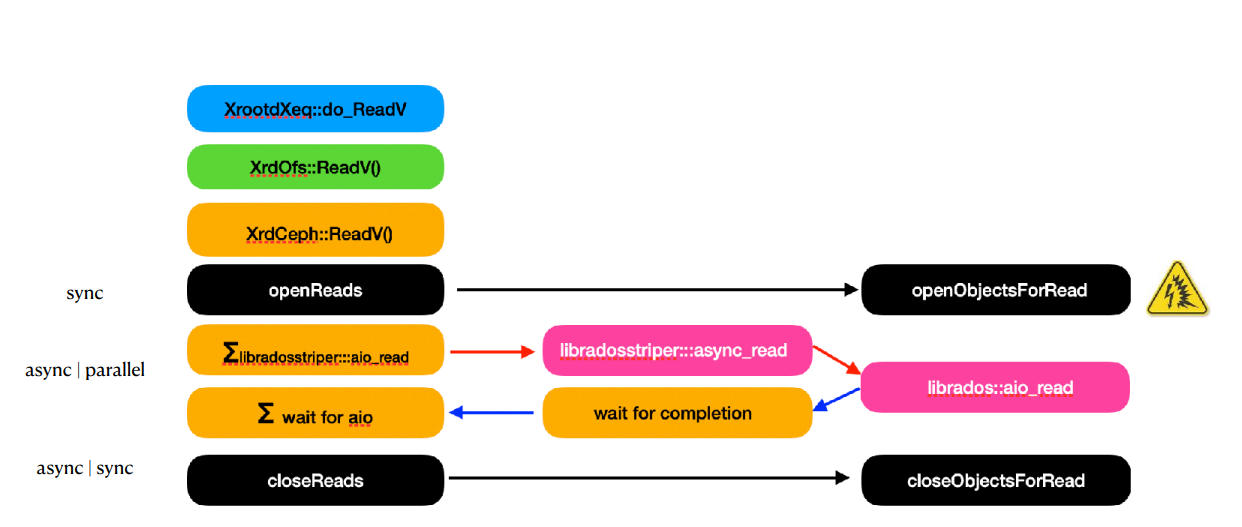 XrootdXeq::do_ReadV
XrdOfs::ReadV()
XrdCeph::ReadV()
sync
openReads
openObjectsForRead
async | parallel
Σlibradosstriper:::aio_read
libradosstriper:::async_read
librados::aio_read
Σ wait for aio
wait for completion
async | sync
closeReads
closeObjectsForRead